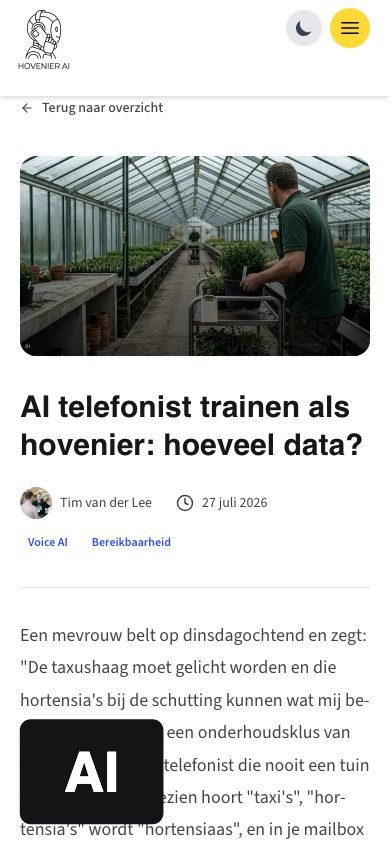 HOVENIER AI
Terug naar overzicht
AI
AI telefonist trainen als
hovenier: hoeveel data?
Tim van der Lee
27 juli 2026
Voice AI Bereikbaarheid
Een mevrouw belt op dinsdagochtend en zegt:
"De taxushaag moet gelicht worden en die
hortensia's bij de schutting kunnen wat mij be-
een onderhoudsklus van
telefonist die nooit een tuin
AI
ezien hoort "taxi's", "hor-
tensia's" wordt "hortensiaas", en in je mailbox